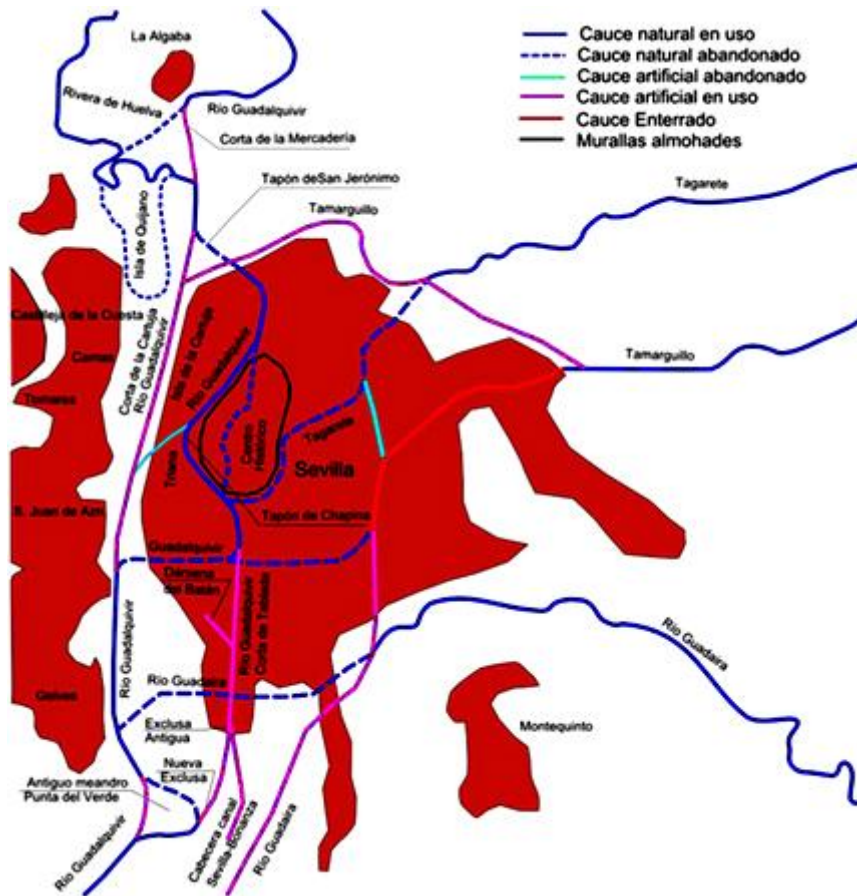 La Algaba
Rivera de Huelva
Río Guadalquivir
Corta de la Mercadería
Cauce natural en uso
Cauce natural abandonado
Cauce artificial abandonado
Cauce artificial en uso
Cauce Enterrado
Murallas almohades
Tapón deSan Jerónimo
Tamarguillo
Tagarete
Isla de Quijano
Castilleja de la Cuesta
Camas
Tomares
Corta de la Cartuja
Río Guadalquivir
Isla de la Cartuja
Río Guadalquivir
Tamarguillo
Centro
Histórico
Tagarete
Sevilla
Triana
S. Juan de Azn.
Tapón de Chapina
Guadalquivir
Dársena
del Batán
Río Guadalquivir
Corta de Tablada
Río Guadalquivir
Río Guadaira
Río Guadaira
Gelves
Exclusa
Antigua
Montequinto
Nueva
Exclusa
Antiguo meandro
Punta del Verde
Río Guadalquivir
Cabecera canal
Sevilla-Bonanza
Río Guadaira